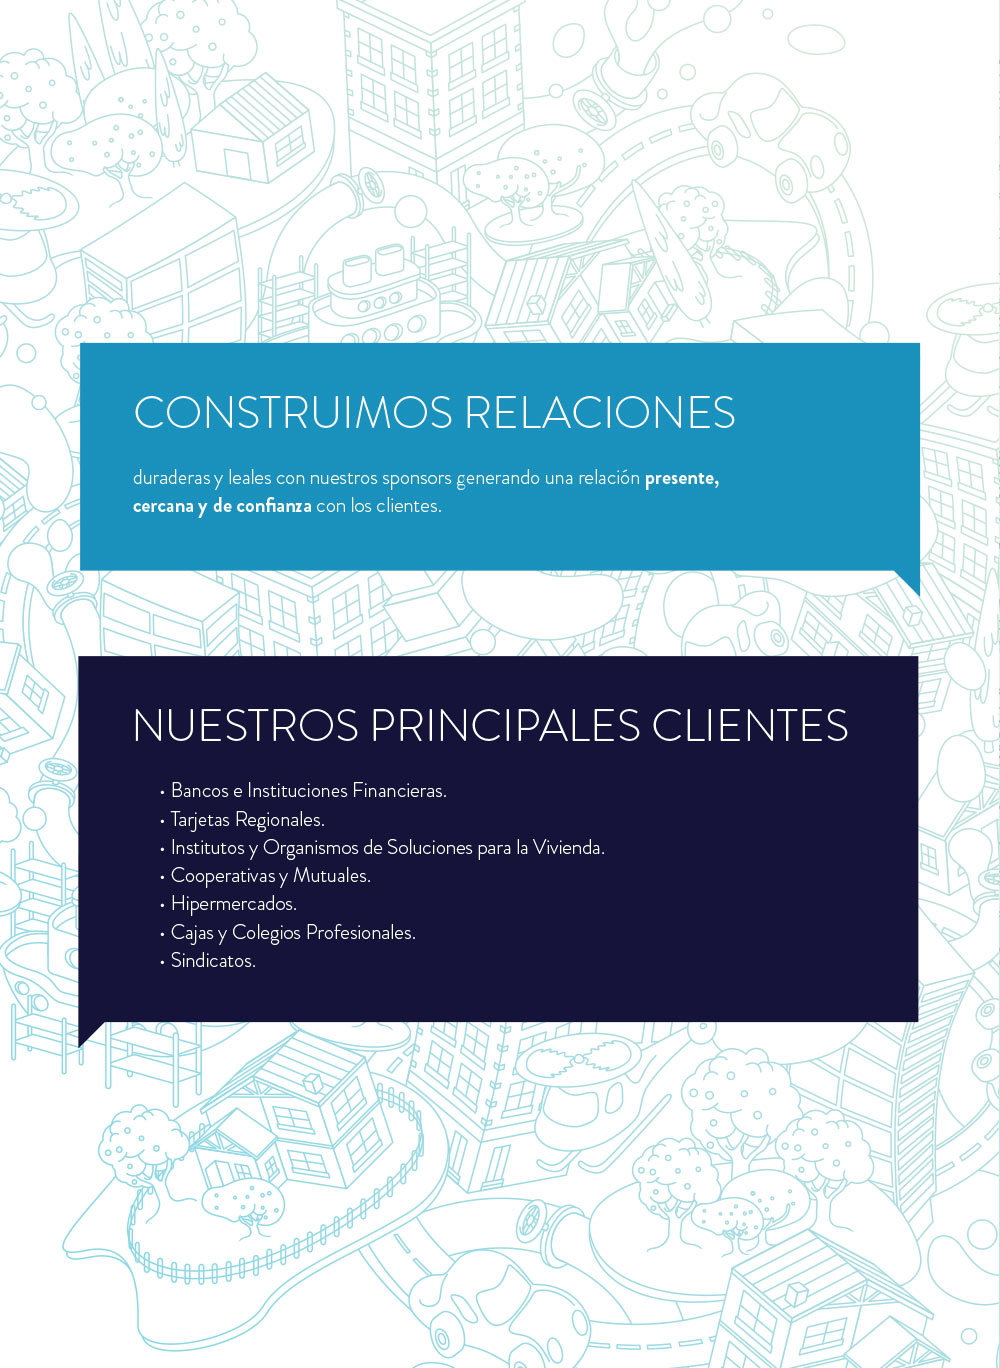 CONSTRUIMOS RELACIONES
duraderas y leales con nuestros sponsors generando una relación presente,
cercana y de confianza con los clientes.
NUESTROS PRINCIPALES CLIENTES
• Bancos e Instituciones Financieras.
• Tarjetas Regionales.
• Institutos y Organismos de Soluciones para la Vivienda.
• Cooperativas y Mutuales.
• Hipermercados.
• Cajas y Colegios Profesionales.
• Sindicatos.